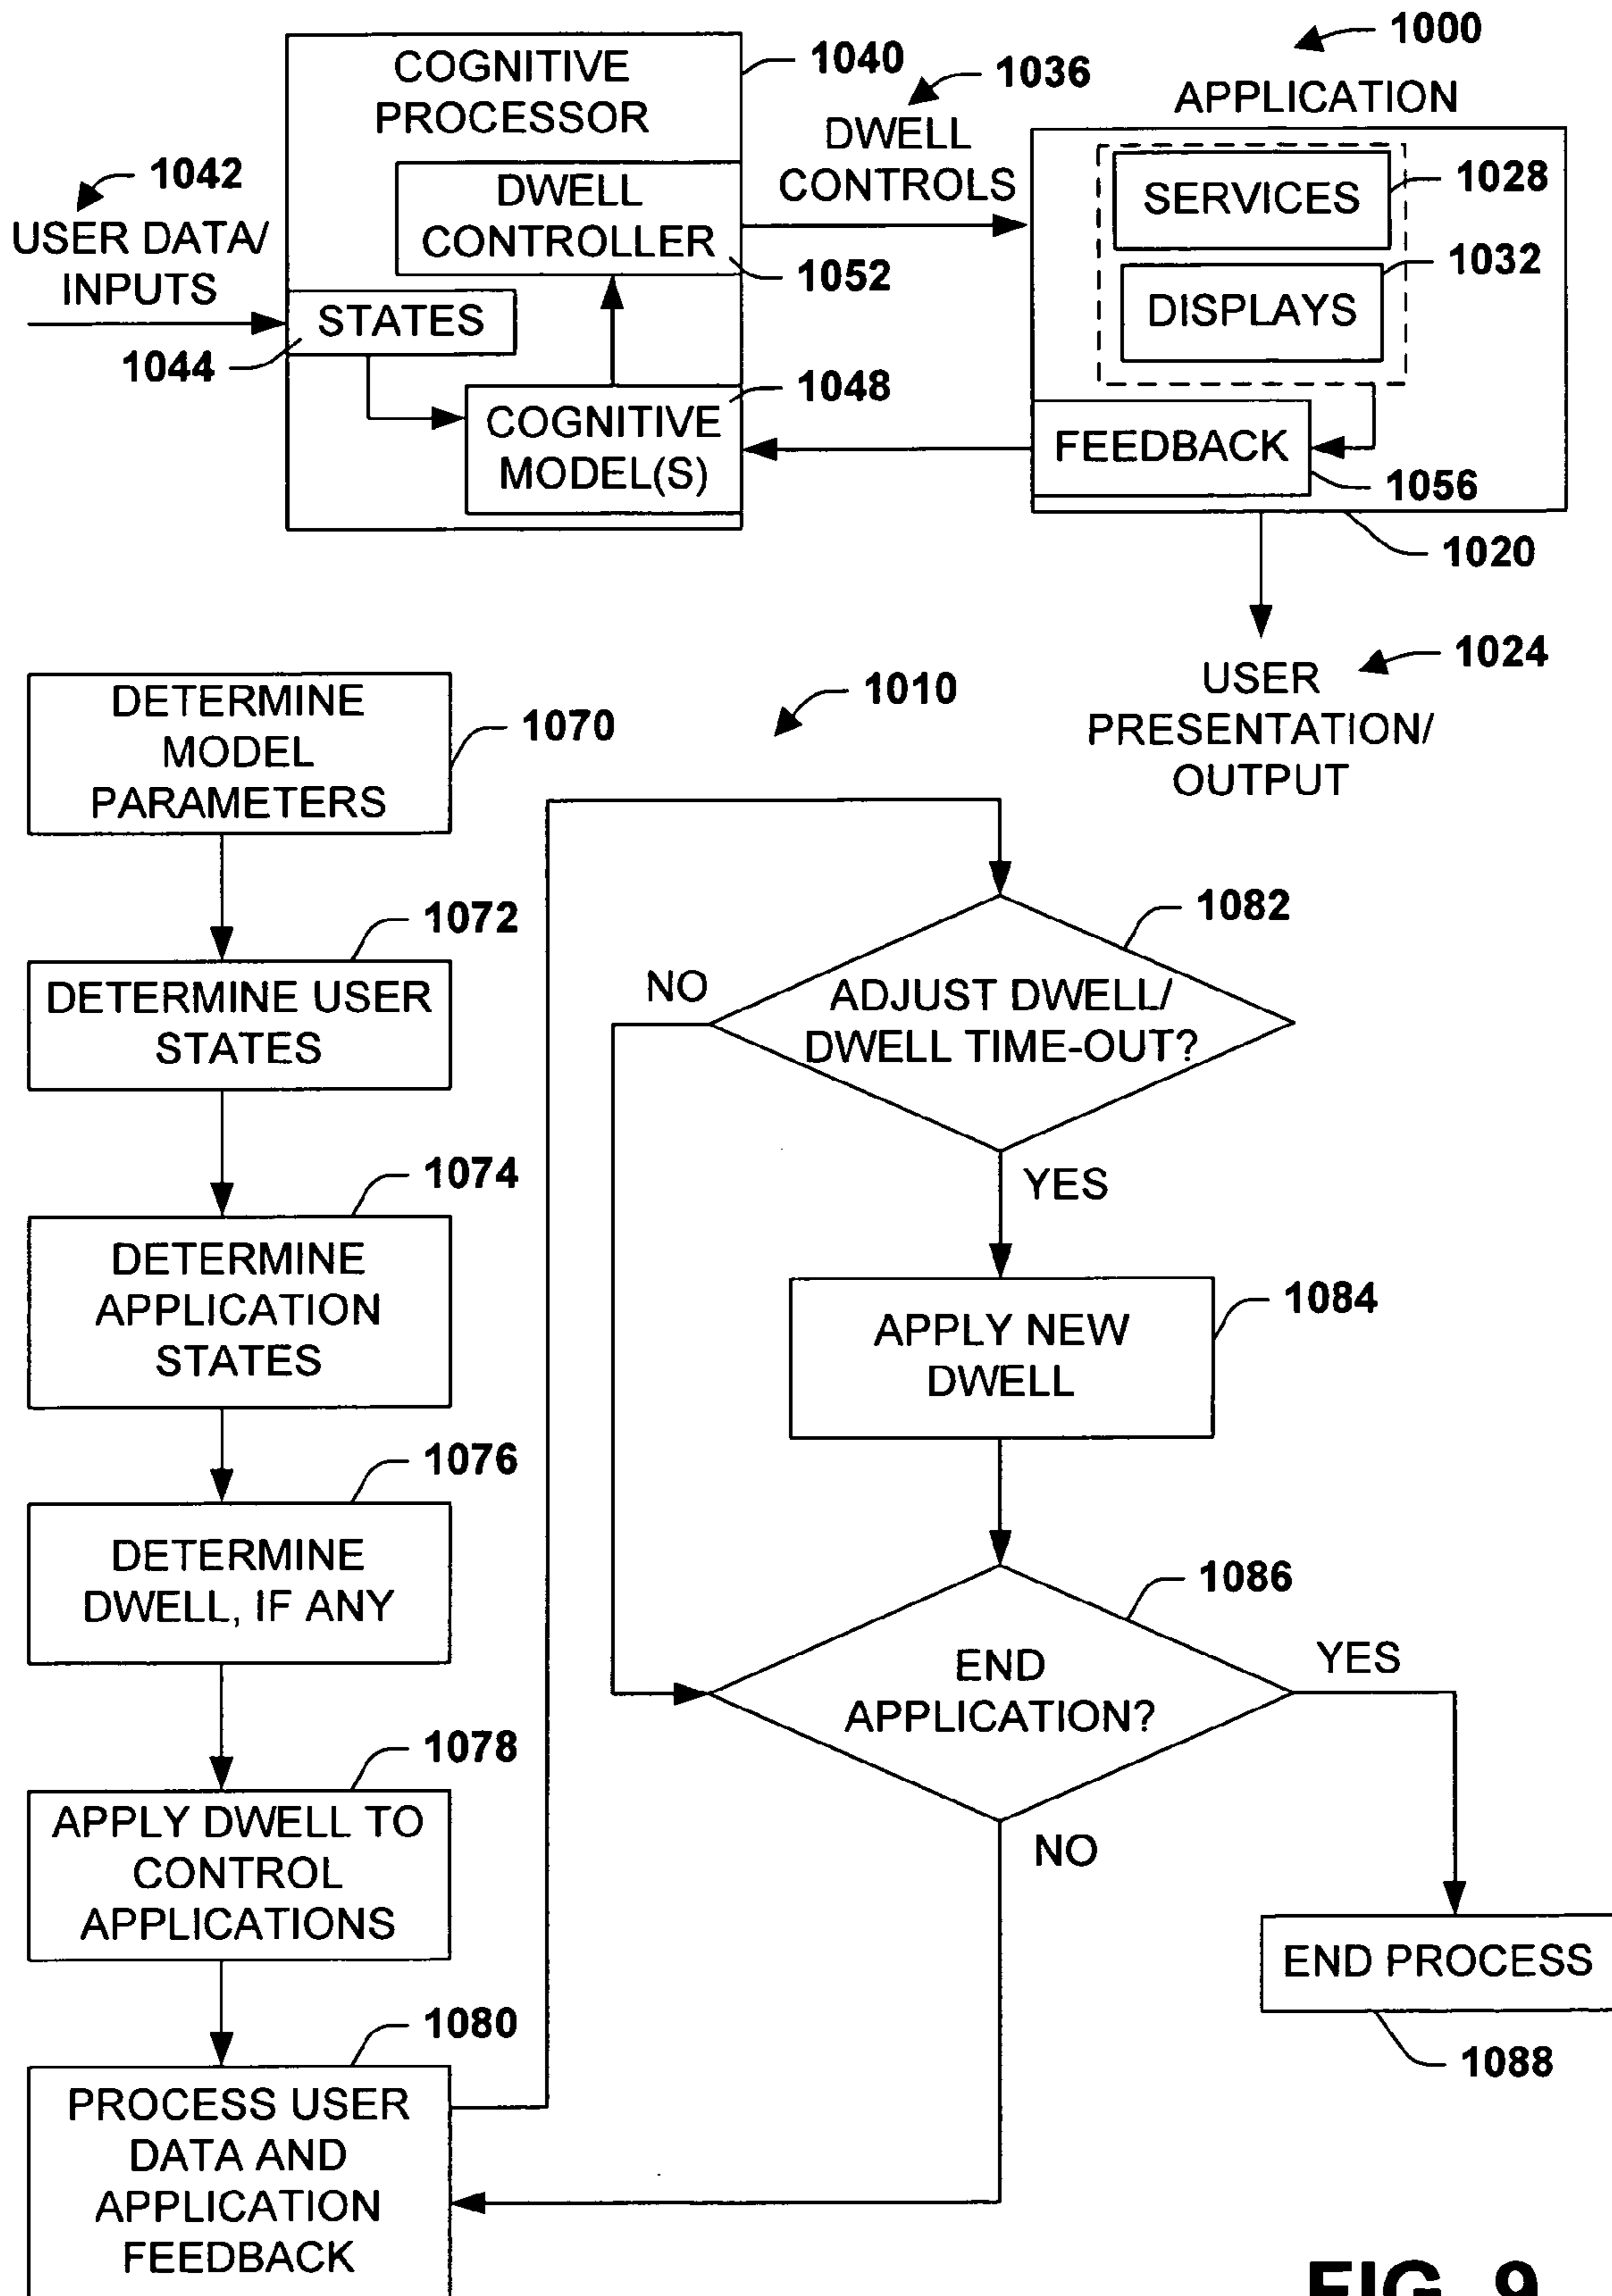 1000
COGNITIVE
PROCESSOR
1040
1036
APPLICATION
DWELL
CONTROLS
1042
USER DATA/
INPUTS
DWELL
CONTROLLER
1052
SERVICES
1028
1032
DISPLAYS
STATES
1044
1048
COGNITIVE
MODEL(S)
FEEDBACK
1056
1020
1024
USER
PRESENTATION/
OUTPUT
1010
DETERMINE
MODEL
PARAMETERS
1070
1072
DETERMINE USER
STATES
1074
DETERMINE
APPLICATION
STATES
1076
DETERMINE
DWELL, IF ANY
1078
APPLY DWELL TO
CONTROL
APPLICATIONS
1080
PROCESS USER
DATA AND
APPLICATION
FEEDBACK
1082
ADJUST DWELL/
DWELL TIME-OUT?
NO
YES
1084
APPLY NEW
DWELL
1086
END
APPLICATION?
YES
NO
END PROCESS
1088
FIG. 9